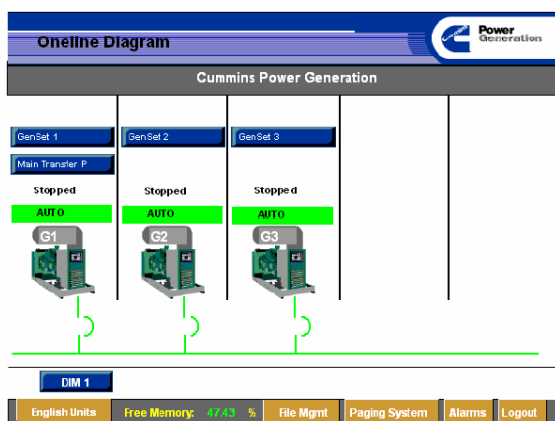 Oneline Diagram
Cummins
Power
Generation
Cummins Power Generation
GenSet 1
GenSet 2
GenSet 3
Main Transfer P
Stopped
Stopped
Stopped
AUTO
AUTO
AUTO
G1
G2
G3
DIM 1
English Units
Free Memory: 47.43 %
File Mgmt
Paging System
Alarms
Logout